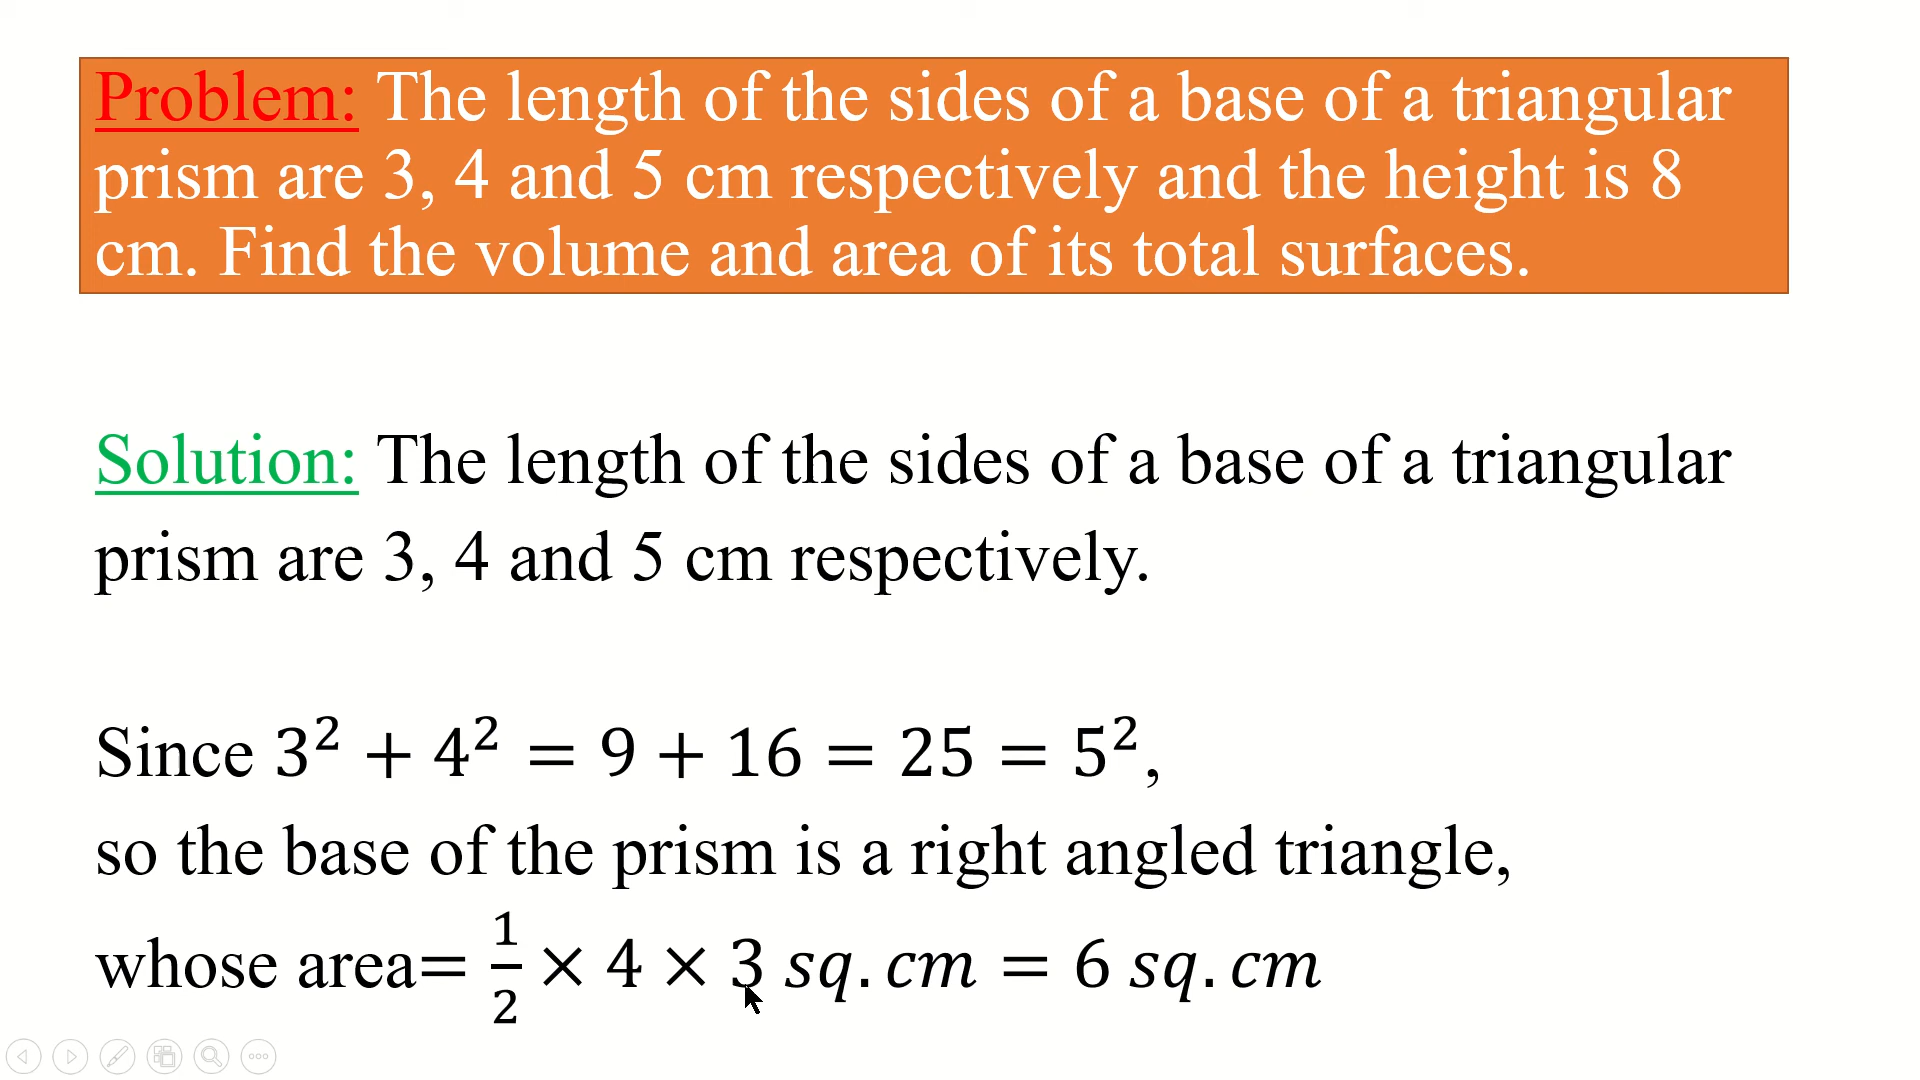 Problem: The length of the sides of a base of a triangular
prism are 3, 4 and 5 cm respectively and the height is 8
cm. Find the volume and area of its total surfaces.
Solution: The length of the sides of a base of a triangular
prism are 3, 4 and 5 cm respectively.
Since 3² + 4² = 9 + 16 = 25 = 5²,
so the base of the prism is a right angled triangle,
whose area= 1/2 × 4 × 3 sq.cm = 6 sq.cm